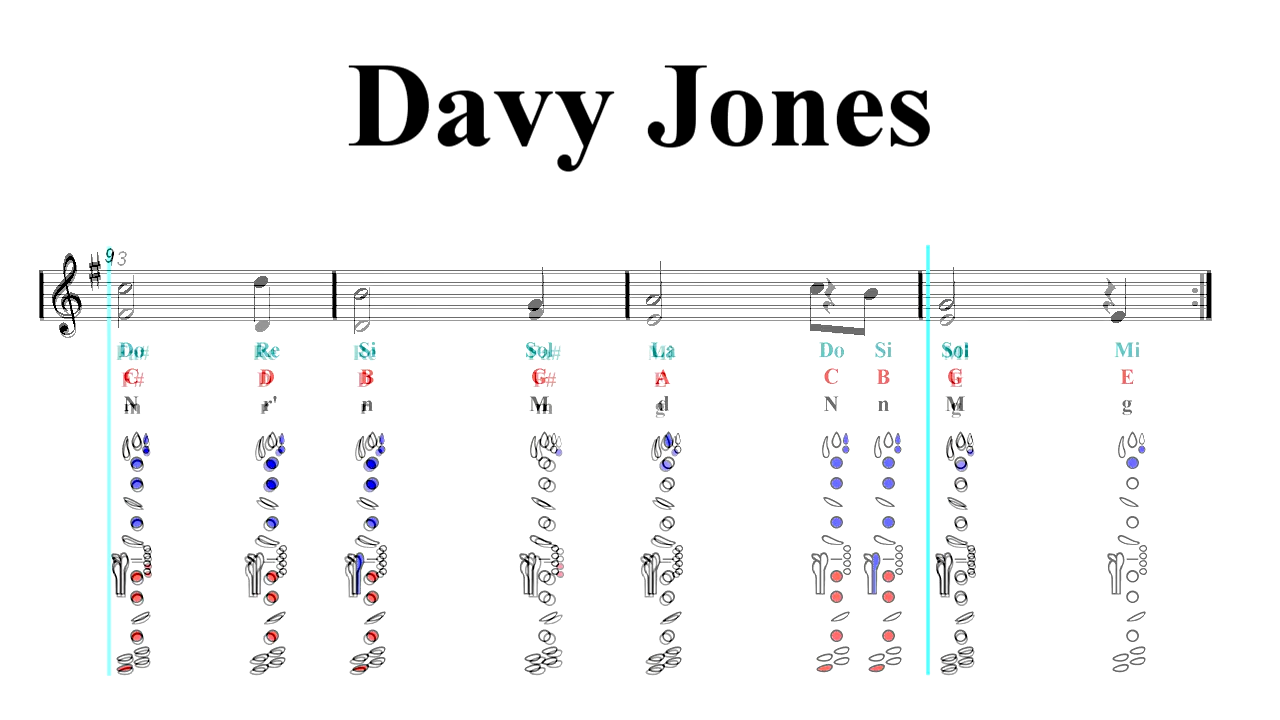 Davy Jones
9 3
Do Re Si Sol La Do Si Sol Mi
C D B G A C B G E
N r' n M d N n M g